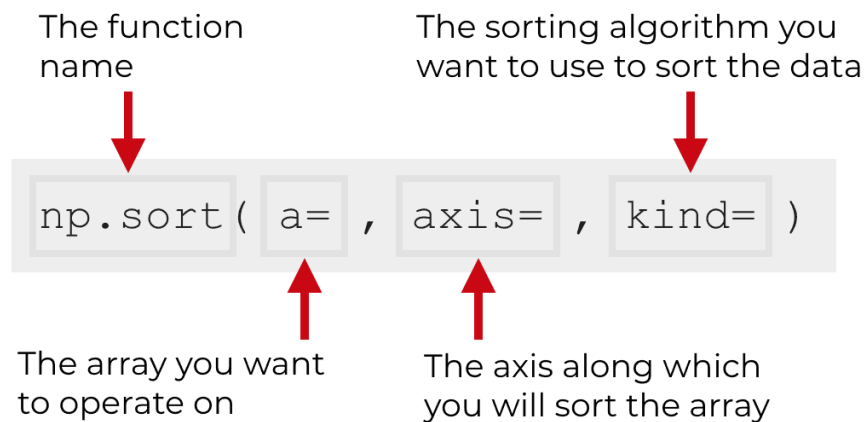 The function
name
The sorting algorithm you
want to use to sort the data
np.sort( a= , axis= , kind= )
The array you want
to operate on
The axis along which
you will sort the array